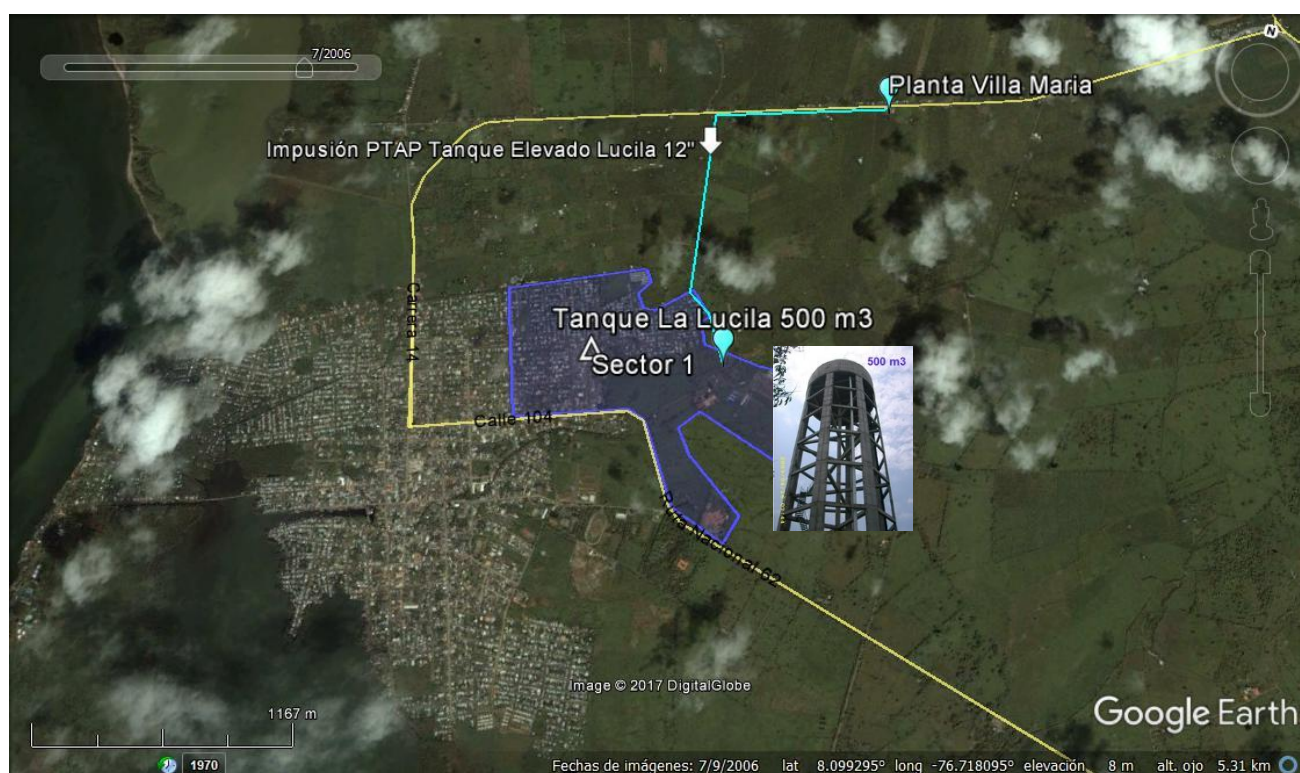 7/2006
N
Planta Villa Maria
Impusión PTAP Tanque Elevado Lucila 12"
Carrera 14
Tanque La Lucila 500 m3
Sector 1
500 m3
Calle 104
Ruta Nacional 62
Image © 2017 DigitalGlobe
1167 m
Google Earth
1970
Fechas de imágenes: 7/9/2006 lat 8.099295° long -76.718095° elevación 8 m alt. ojo 5.31 km